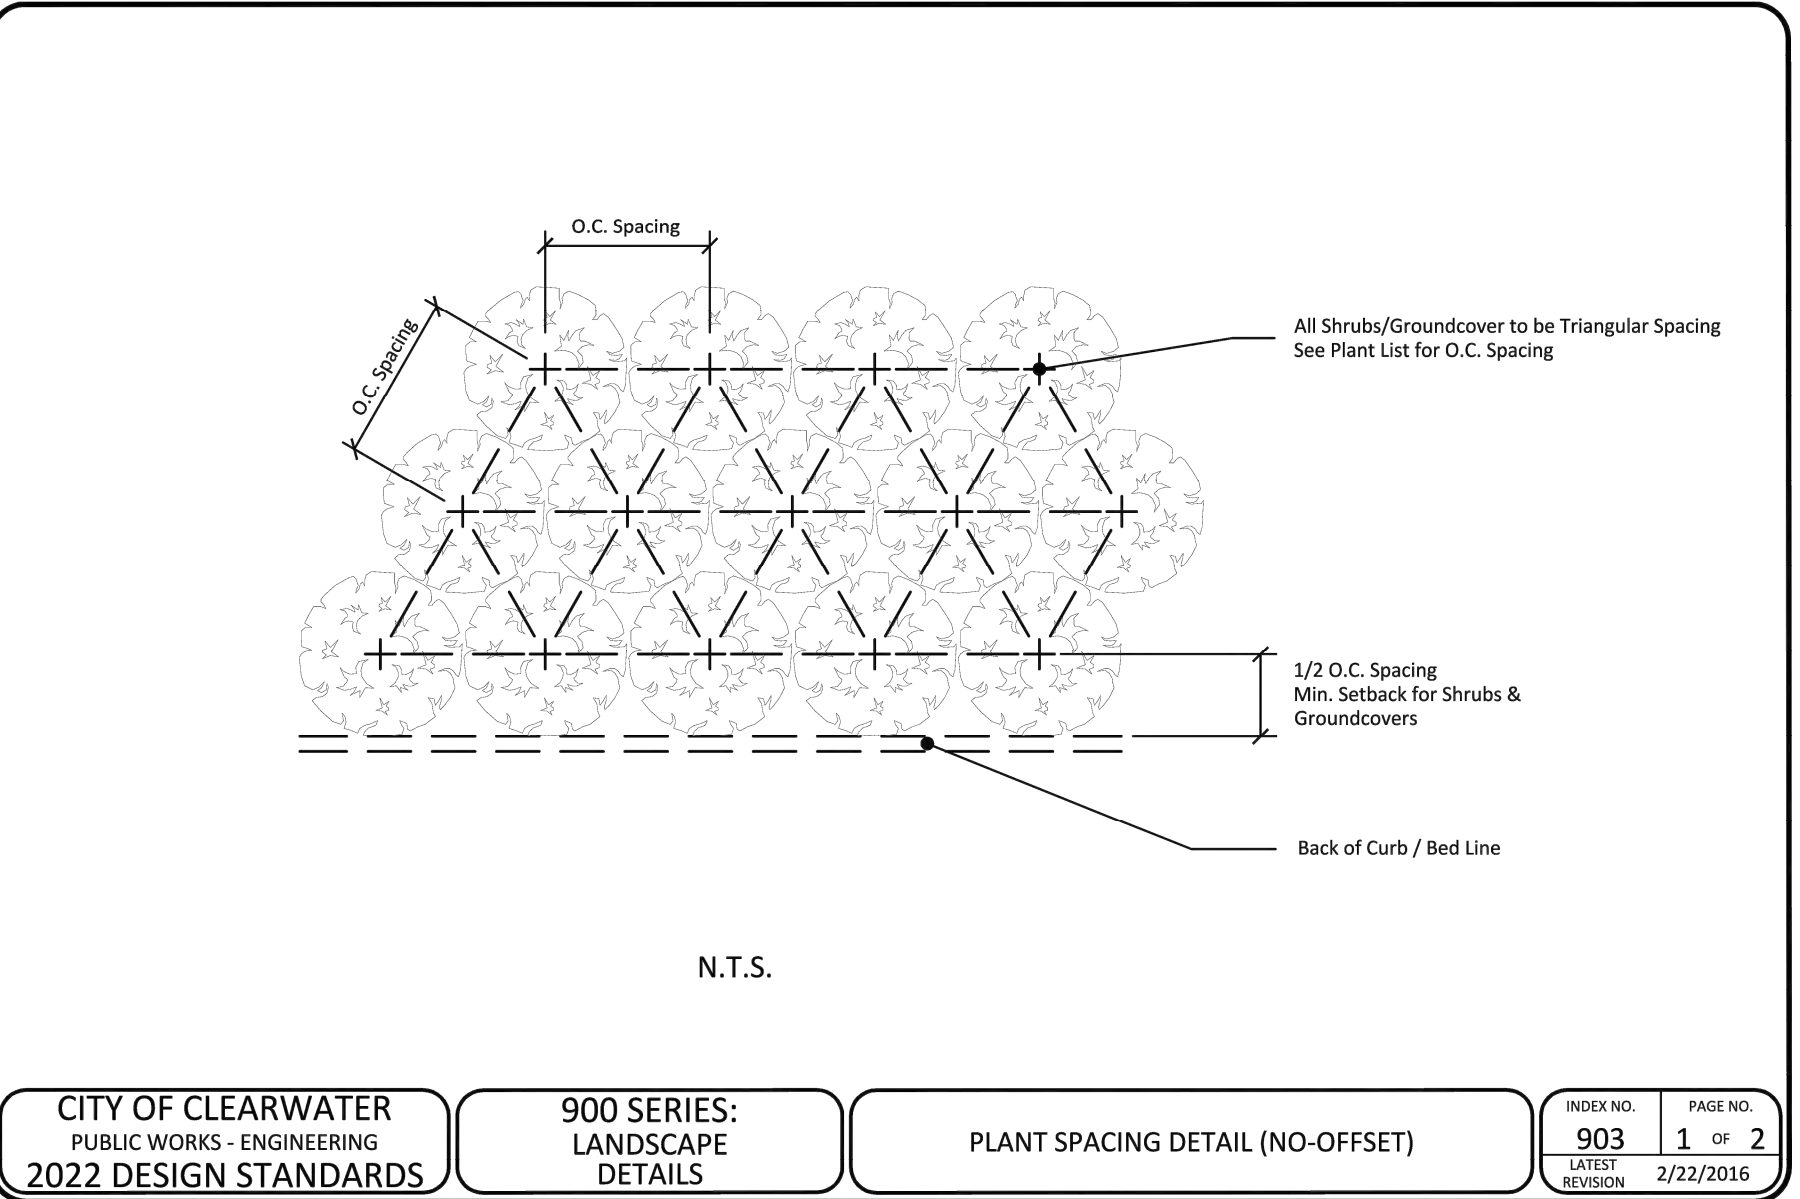 O.C. Spacing
O.C. Spacing
All Shrubs/Groundcover to be Triangular Spacing
See Plant List for O.C. Spacing
1/2 O.C. Spacing
Min. Setback for Shrubs &
Groundcovers
Back of Curb / Bed Line
N.T.S.
CITY OF CLEARWATER
PUBLIC WORKS - ENGINEERING
2022 DESIGN STANDARDS
900 SERIES:
LANDSCAPE
DETAILS
PLANT SPACING DETAIL (NO-OFFSET)
INDEX NO.
903
PAGE NO.
1 OF 2
LATEST
REVISION
2/22/2016